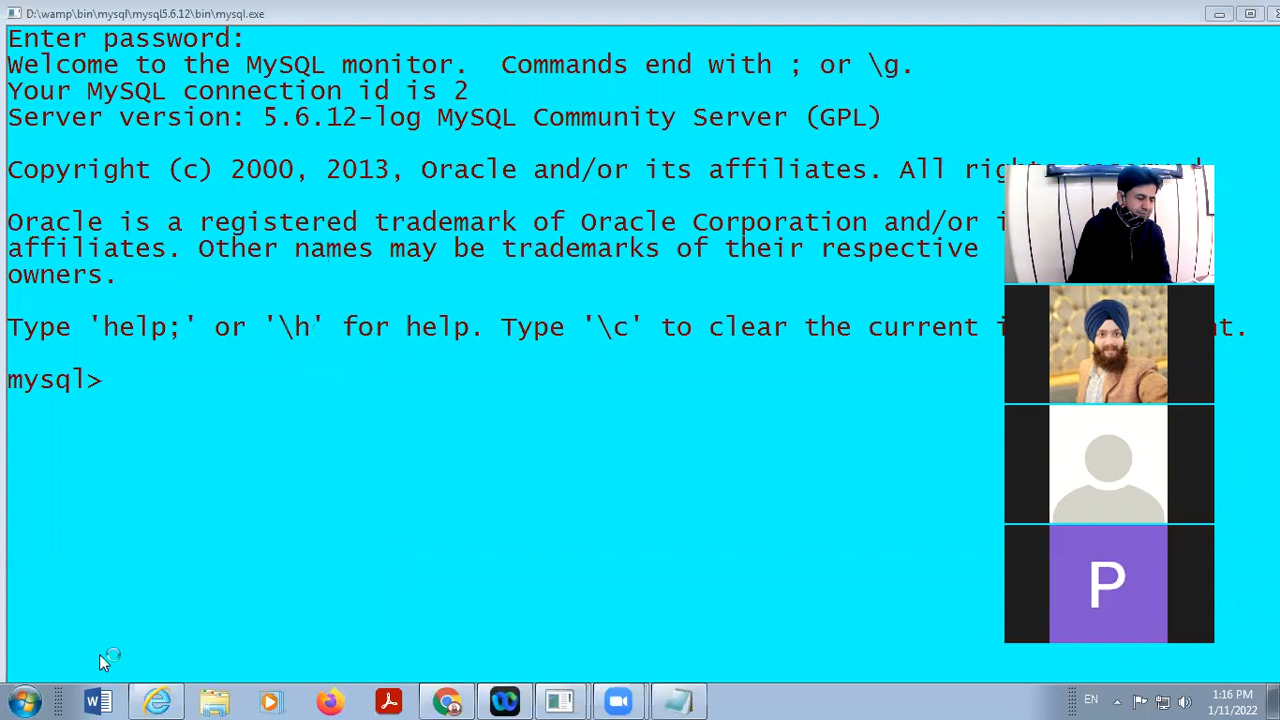 D:\wamp\bin\mysql\mysql5.6.12\bin\mysql.exe
Enter password:
Welcome to the MySQL monitor.  Commands end with ; or \g.
Your MySQL connection id is 2
Server version: 5.6.12-log MySQL Community Server (GPL)
Copyright (c) 2000, 2013, Oracle and/or its affiliates. All
Oracle is a registered trademark of Oracle Corporation and/or
affiliates. Other names may be trademarks of their respective
owners.
Type 'help;' or '\h' for help. Type '\c' to clear the current
mysql>
P
EN
1:16 PM
1/11/2022